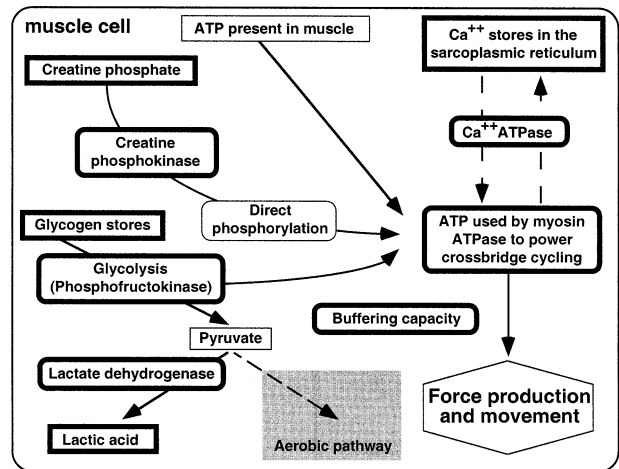 muscle cell
ATP present in muscle
Ca++ stores in the
sarcoplasmic reticulum
Creatine phosphate
Ca++ATPase
Creatine
phosphokinase
Direct
phosphorylation
ATP used by myosin
ATPase to power
crossbridge cycling
Glycogen stores
Glycolysis
(Phosphofructokinase)
Buffering capacity
Pyruvate
Lactate dehydrogenase
Force production
and movement
Lactic acid
Aerobic pathway